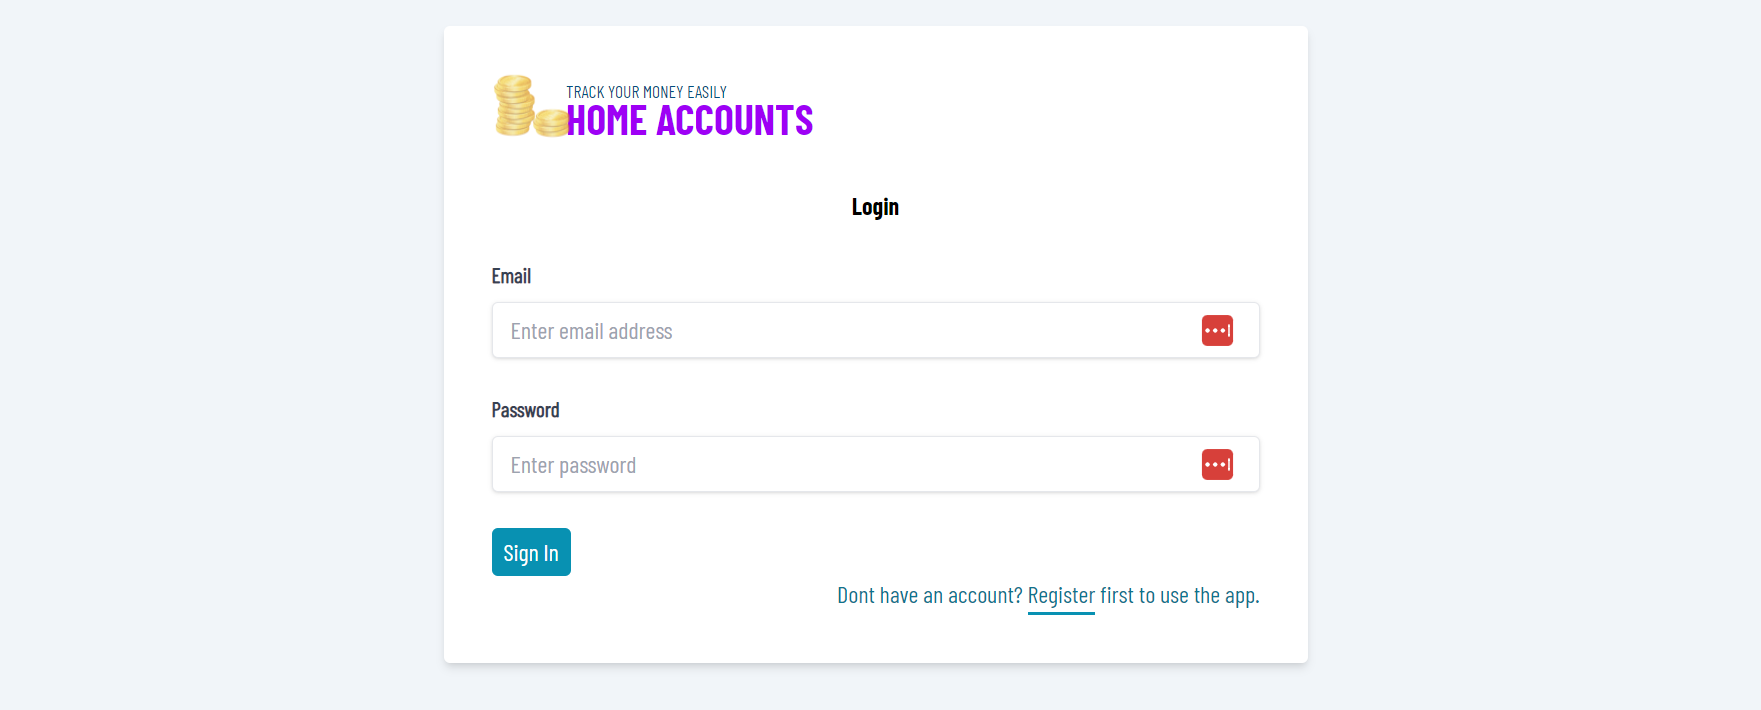 TRACK YOUR MONEY EASILY
HOME ACCOUNTS
Login
Email
Enter email address
Password
Enter password
Sign In
Dont have an account? Register first to use the app.